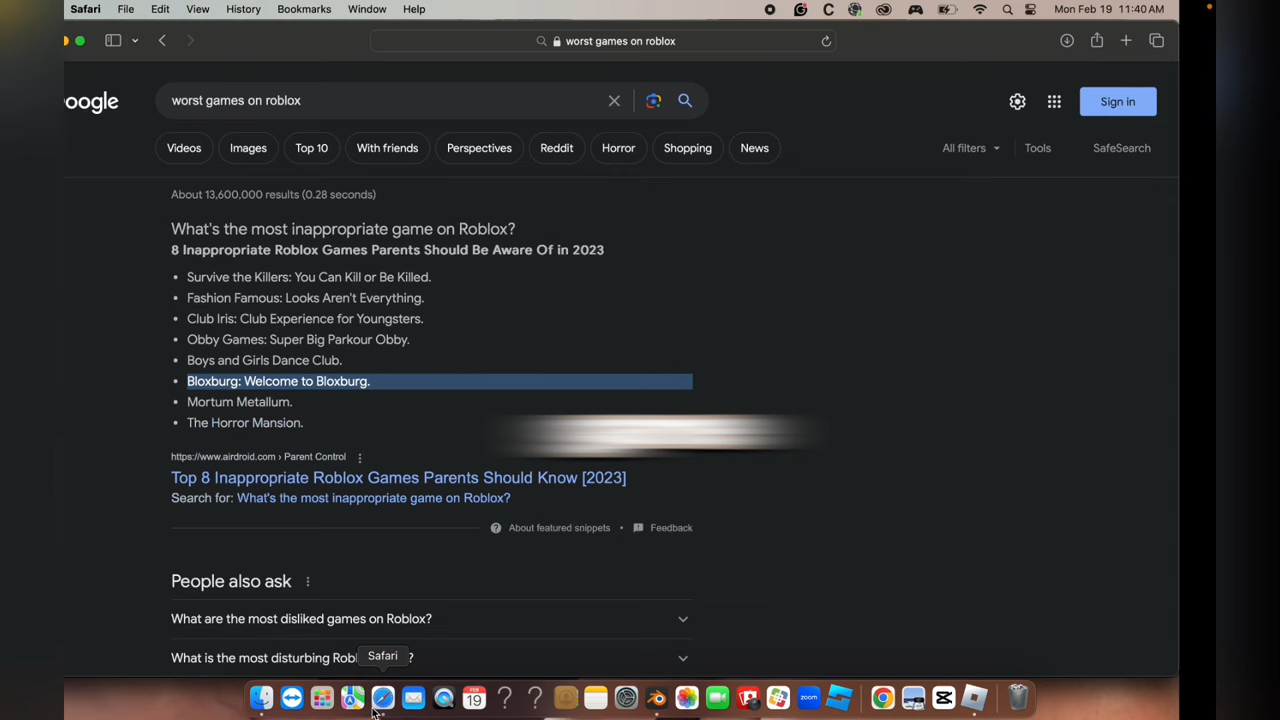 Safari File Edit View History Bookmarks Window Help Mon Feb 19 11:40 AM
worst games on roblox
oogle worst games on roblox Sign in
Videos Images Top 10 With friends Perspectives Reddit Horror Shopping News All filters Tools SafeSearch
About 13,600,000 results (0.28 seconds)
What's the most inappropriate game on Roblox?
8 Inappropriate Roblox Games Parents Should Be Aware Of in 2023
• Survive the Killers: You Can Kill or Be Killed.
• Fashion Famous: Looks Aren't Everything.
• Club Iris: Club Experience for Youngsters.
• Obby Games: Super Big Parkour Obby.
• Boys and Girls Dance Club.
• Bloxburg: Welcome to Bloxburg.
• Mortum Metallum.
• The Horror Mansion.
https://www.airdroid.com › Parent Control
Top 8 Inappropriate Roblox Games Parents Should Know [2023]
Search for: What's the most inappropriate game on Roblox?
About featured snippets • Feedback
People also ask
What are the most disliked games on Roblox?
What is the most disturbing Rob ?
Safari
FEB
19
zoom